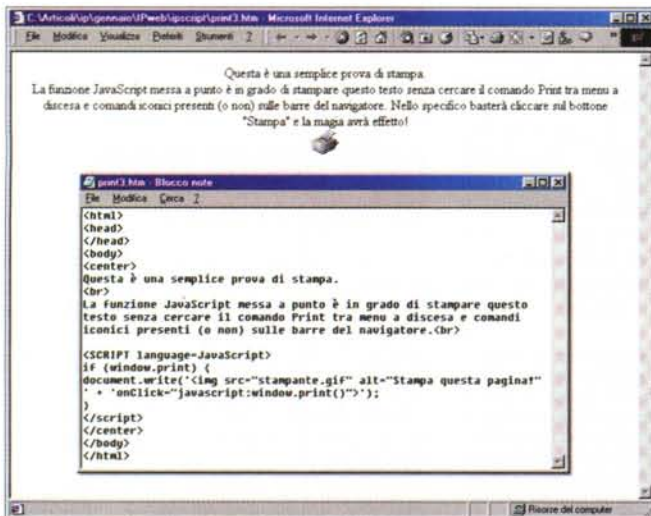 C:\Articoli\ip\gennaio\IPweb\ipscript\print3.htm - Microsoft Internet Explorer
File Modifica Visualizza Preferiti Strumenti ?
Questa è una semplice prova di stampa.
La funzione JavaScript messa a punto è in grado di stampare questo testo senza cercare il comando Print tra menu a
discesa e comandi iconici presenti (o non) sulle barre del navigatore. Nello specifico basterà cliccare sul bottone
"Stampa" e la magia avrà effetto!
print3.htm - Blocco note
File Modifica Cerca ?
<html>
<head>
</head>
<body>
<center>
Questa è una semplice prova di stampa.
<br>
La funzione JavaScript messa a punto è in grado di stampare questo
testo senza cercare il comando Print tra menu a discesa e comandi
iconici presenti (o non) sulle barre del navigatore.<br>
<SCRIPT language=JavaScript>
if (window.print) {
document.write('<img src="stampante.gif" alt="Stampa questa pagina!"
' + 'onClick="javascript:window.print()">');
}
</script>
</center>
</body>
</html>
Risorse del computer